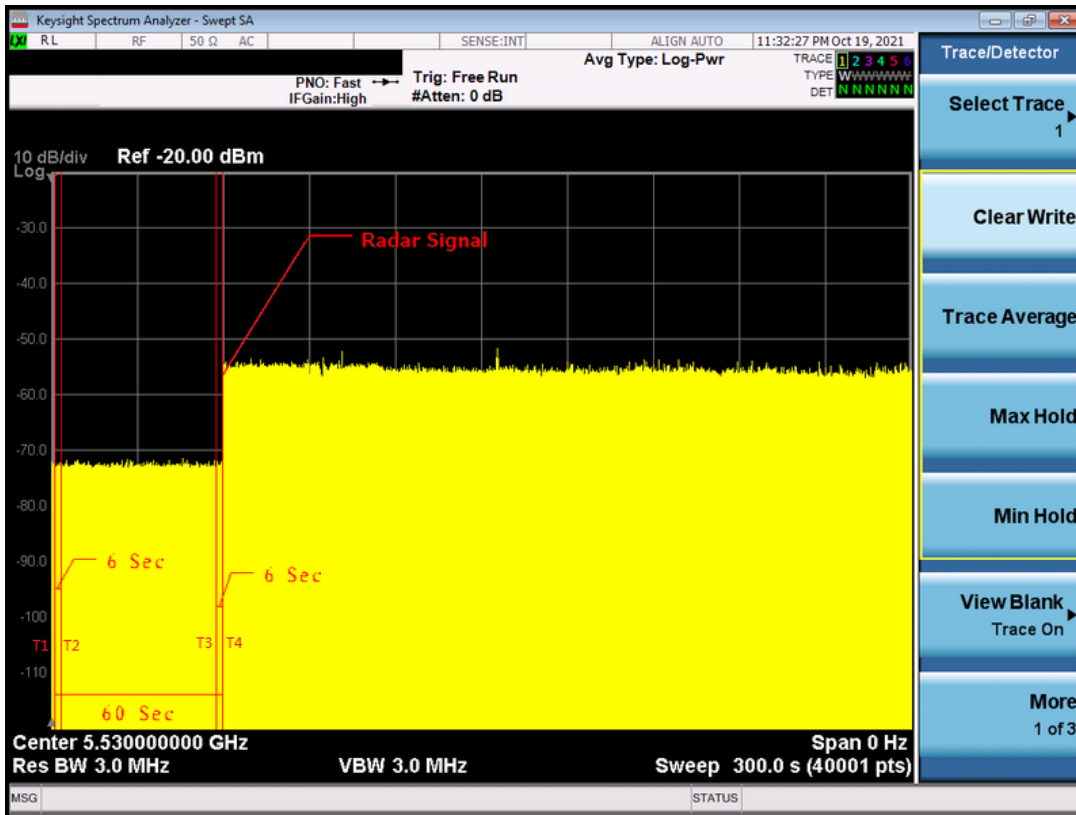 Keysight Spectrum Analyzer - Swept SA
LXI RL RF 50 Ω AC SENSE:INT ALIGN AUTO 11:32:27 PM Oct 19, 2021
Avg Type: Log-Pwr
TRACE 1 2 3 4 5 6
TYPE WWWWWW
DET N N N N N N
PNO: Fast
IFGain:High
Trig: Free Run
#Atten: 0 dB
10 dB/div Ref -20.00 dBm
Log
-30.0
-40.0
-50.0
-60.0
-70.0
-80.0
-90.0
-100
-110
Radar Signal
6 Sec
6 Sec
T1 T2 T3 T4
60 Sec
Center 5.530000000 GHz Span 0 Hz
Res BW 3.0 MHz VBW 3.0 MHz Sweep 300.0 s (40001 pts)
MSG STATUS
Trace/Detector
Select Trace
1
Clear Write
Trace Average
Max Hold
Min Hold
View Blank
Trace On
More
1 of 3